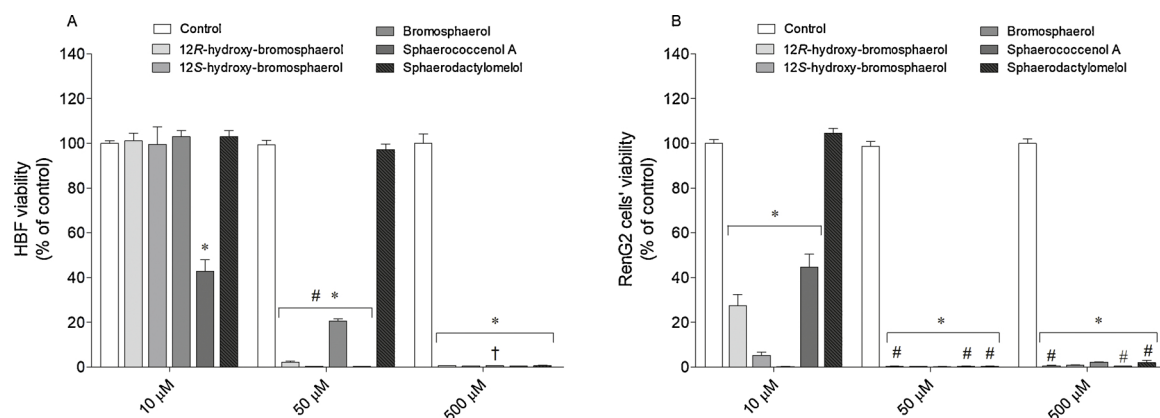 A
Control
12R-hydroxy-bromosphaerol
12S-hydroxy-bromosphaerol
Bromosphaerol
Sphaerococcenol A
Sphaerodactylomelol
HBF viability
(% of control)
140
120
100
80
60
40
20
0
*
# *
*
†
10 µM
50 µM
500 µM
B
Control
12R-hydroxy-bromosphaerol
12S-hydroxy-bromosphaerol
Bromosphaerol
Sphaerococcenol A
Sphaerodactylomelol
RenG2 cells' viability
(% of control)
140
120
100
80
60
40
20
0
*
*
# # #
*
# # #
10 µM
50 µM
500 µM